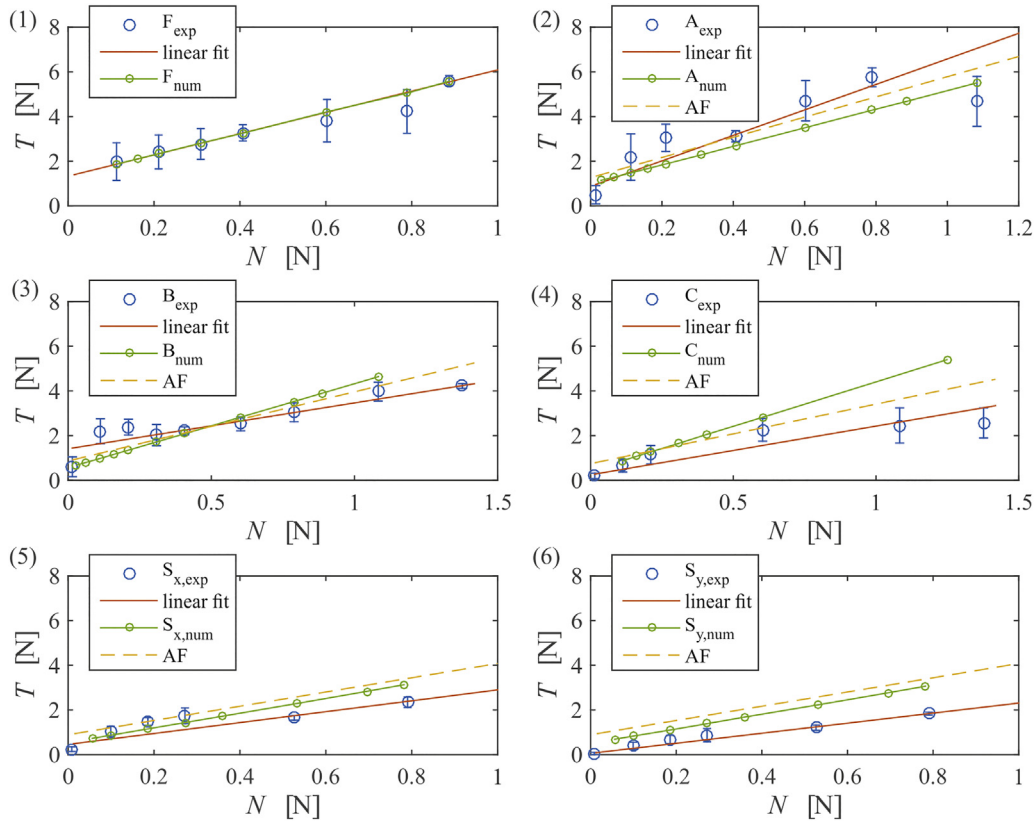 (1)
8
6
4
2
0
T [N]
F_exp
linear fit
F_num
0 0.2 0.4 0.6 0.8 1
N [N]
(2)
8
6
4
2
0
T [N]
A_exp
linear fit
A_num
AF
0 0.2 0.4 0.6 0.8 1 1.2
N [N]
(3)
8
6
4
2
0
T [N]
B_exp
linear fit
B_num
AF
0 0.5 1 1.5
N [N]
(4)
8
6
4
2
0
T [N]
C_exp
linear fit
C_num
AF
0 0.5 1 1.5
N [N]
(5)
8
6
4
2
0
T [N]
S_x,exp
linear fit
S_x,num
AF
0 0.2 0.4 0.6 0.8 1
N [N]
(6)
8
6
4
2
0
T [N]
S_y,exp
linear fit
S_y,num
AF
0 0.2 0.4 0.6 0.8 1
N [N]